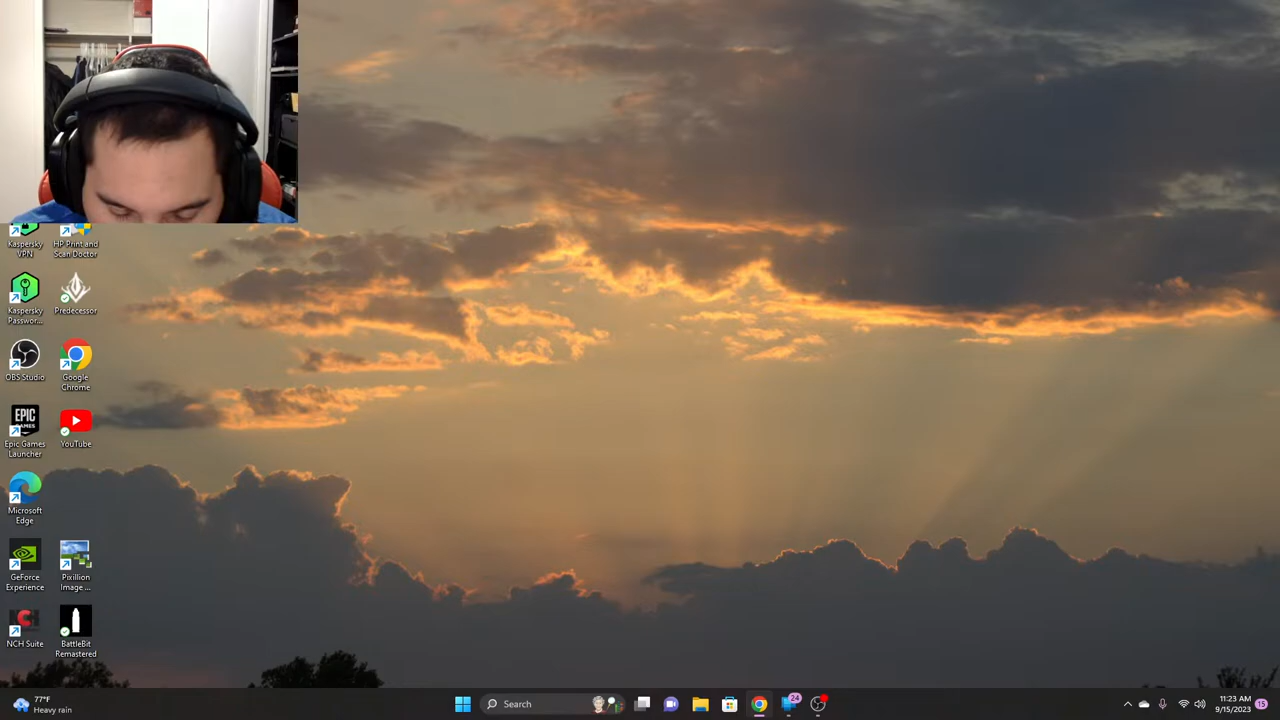 Kaspersky
VPN
HP Print and
Scan Doctor
Kaspersky
Passwor...
Predecessor
OBS Studio
Google
Chrome
EPIC
GAMES
Epic Games
Launcher
YouTube
Microsoft
Edge
GeForce
Experience
Pixillion
Image ...
NCH Suite
BattleBit
Remastered
77°F
Heavy rain
Search
24
11:23 AM
9/15/2023
15